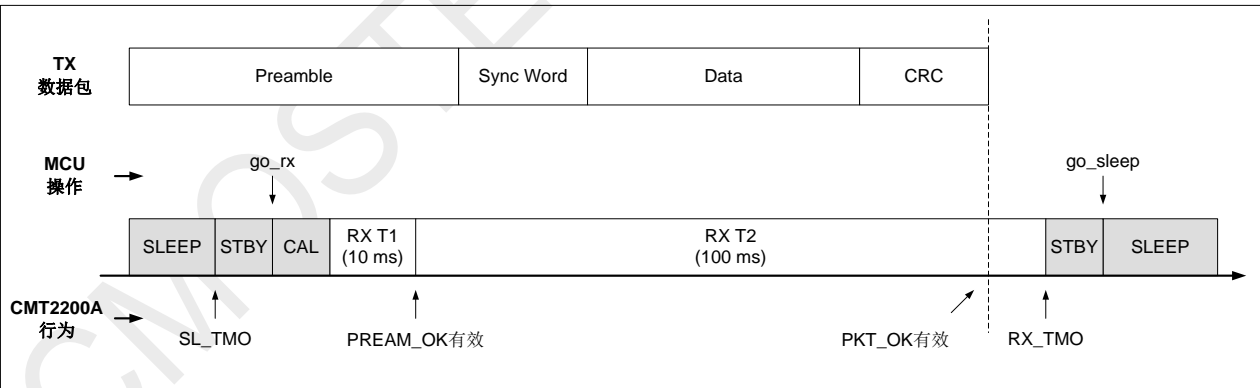 TX
数据包
Preamble
Sync Word
Data
CRC
MCU
操作
go_rx
go_sleep
SLEEP
STBY
CAL
RX T1
(10 ms)
RX T2
(100 ms)
STBY
SLEEP
CMT2200A
行为
SL_TMO
PREAM_OK有效
PKT_OK有效
RX_TMO
CMOSTE